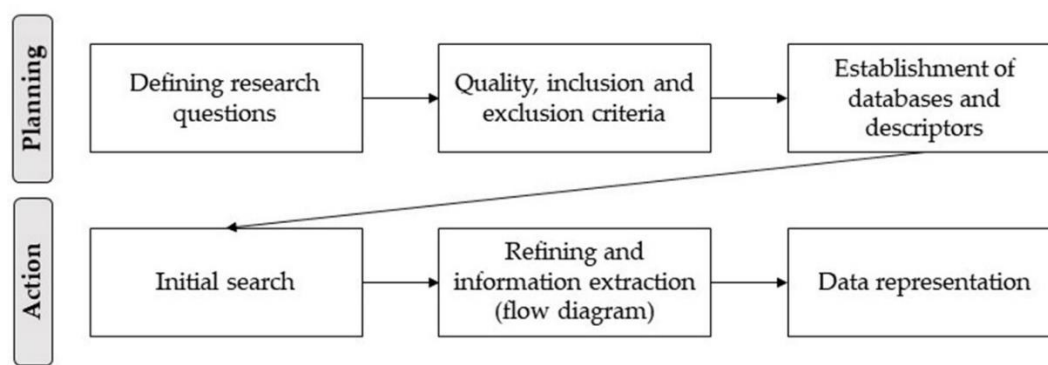 Planning
Defining research
questions
Quality, inclusion and
exclusion criteria
Establishment of
databases and
descriptors
Action
Initial search
Refining and
information extraction
(flow diagram)
Data representation